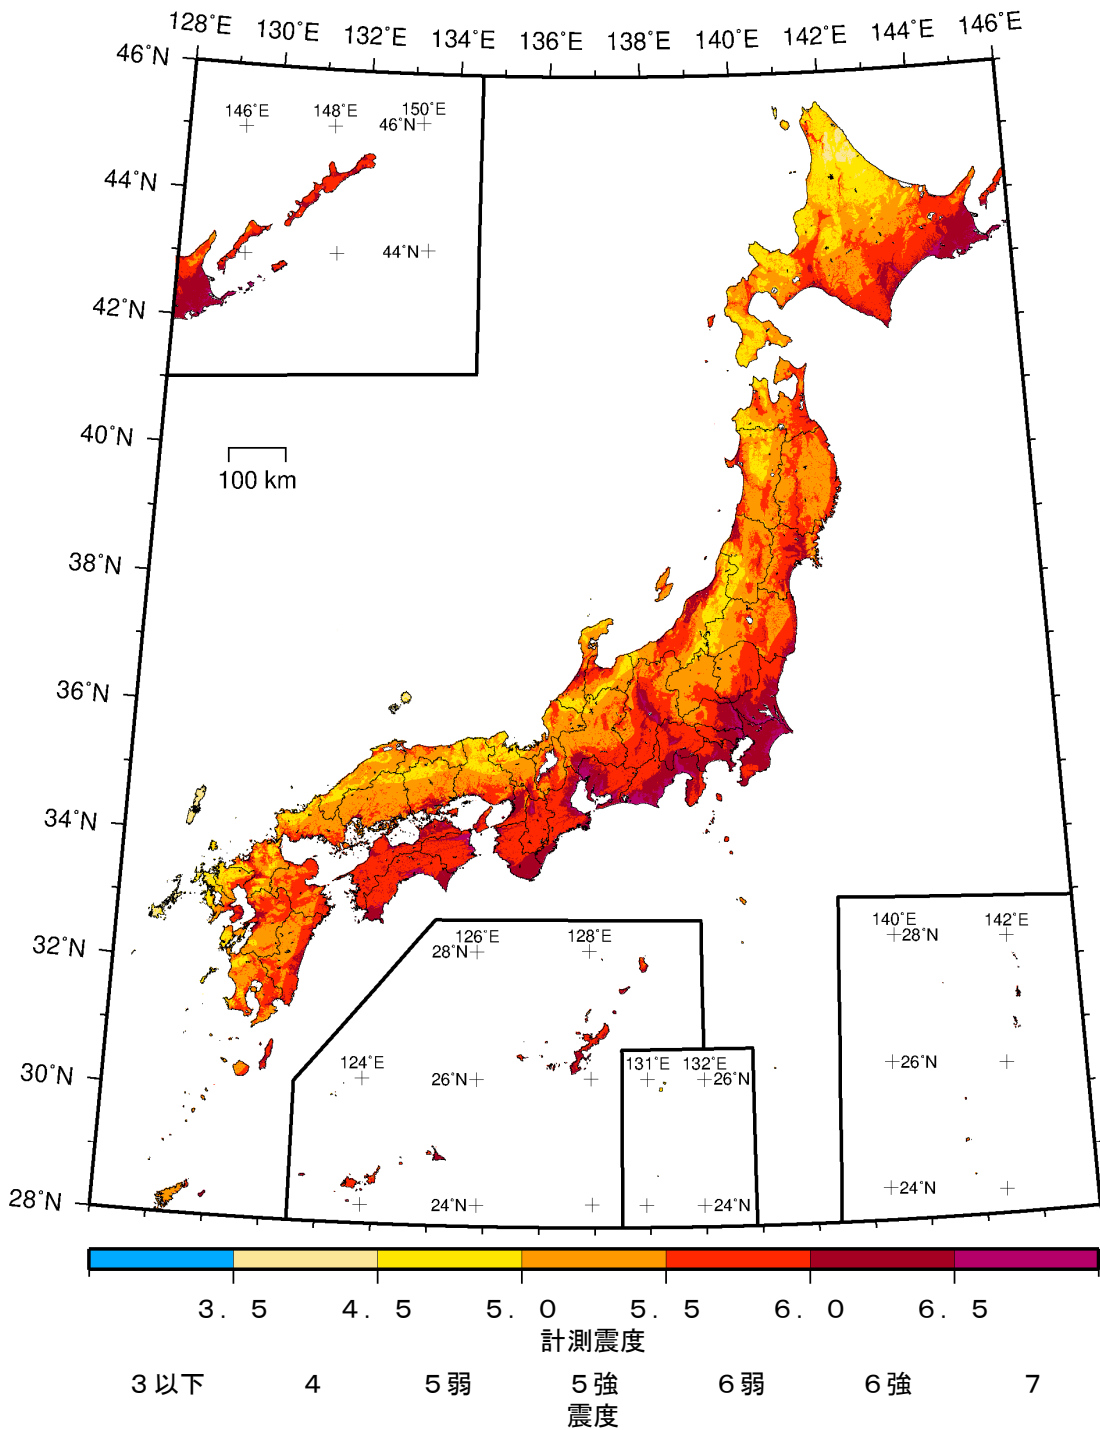 128°E 130°E 132°E 134°E 136°E 138°E 140°E 142°E 144°E 146°E
46°N
146°E 148°E 150°E
46°N
44°N
44°N
42°N
40°N
100 km
38°N
36°N
34°N
32°N
126°E 128°E
28°N
140°E 142°E
28°N
30°N
124°E
26°N
131°E 132°E
26°N
26°N
28°N
24°N
24°N
24°N
３．５ ４．５ ５．０ ５．５ ６．０ ６．５
計測震度
３以下 ４ ５弱 ５強 ６弱 ６強 ７
震度